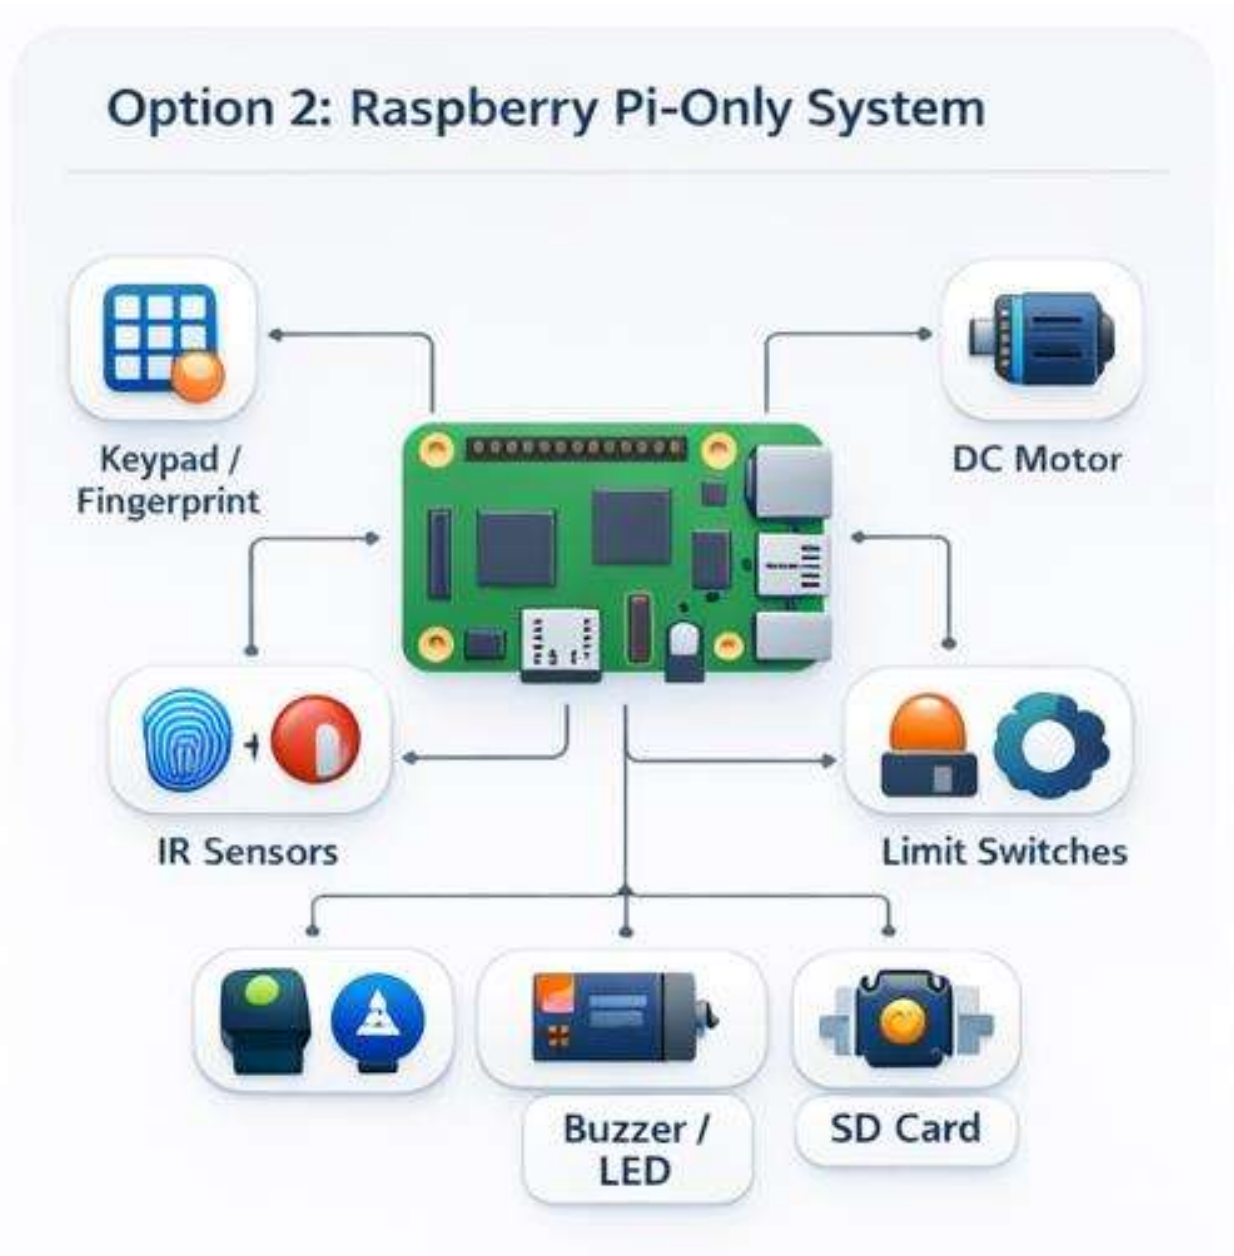 Option 2: Raspberry Pi-Only System
Keypad /
Fingerprint
DC Motor
IR Sensors
Limit Switches
Buzzer /
LED
SD Card